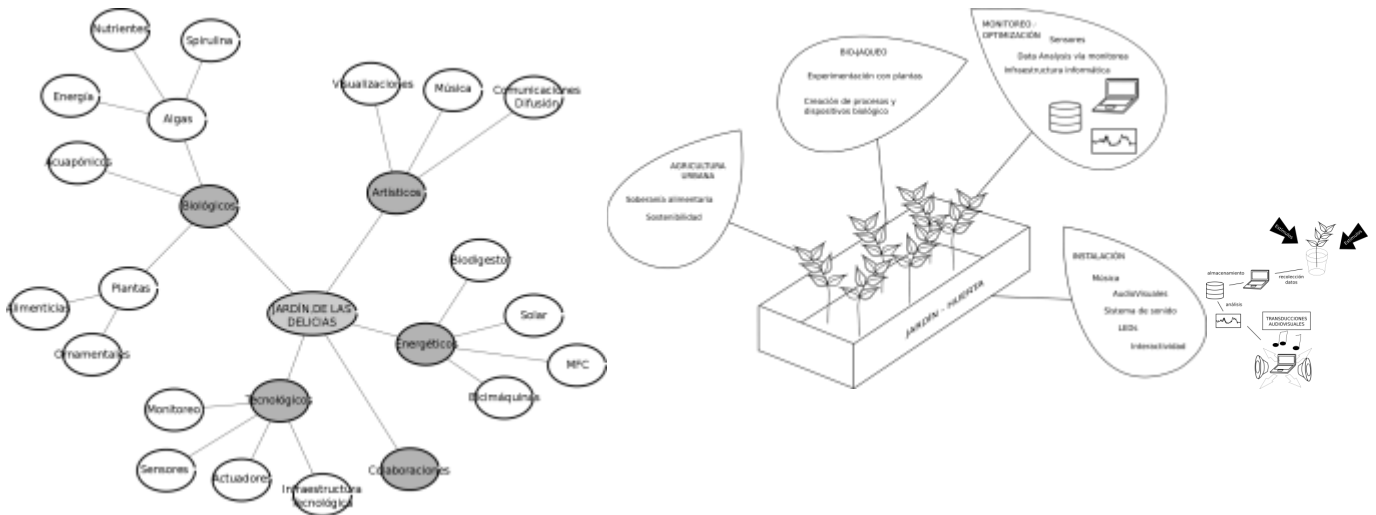 Nutrientes
Spirulina
Energía
Algas
Acuapónicos
Biológicos
Plantas
Alimenticias
Ornamentales
Visualizaciones
Música
Comunicaciones
Difusión
Artísticos
JARDÍN DE LAS
DELICIAS
Biodigestor
Solar
Energéticos
MFC
Bicimáquinas
Tecnológicos
Monitoreo
Sensores
Actuadores
Infraestructura
Tecnológica
Colaboraciones
AGRICULTURA
URBANA
Soberanía alimentaria
Sostenibilidad
BIOJAQUEO
Experimentación con plantas
Creación de procesos y
dispositivos biológico
MONITOREO /
OPTIMIZACIÓN
Sensores
Data Analysis vía monitorea
Infraestructura informática
JARDÍN - HUERTA
INSTALACIÓN
Música
AudioVisuales
Sistema de sonido
LEDs
Interactividad
almacenamiento
recolección
datos
análisis
TRANSDUCCIONES
AUDIOVISUALES